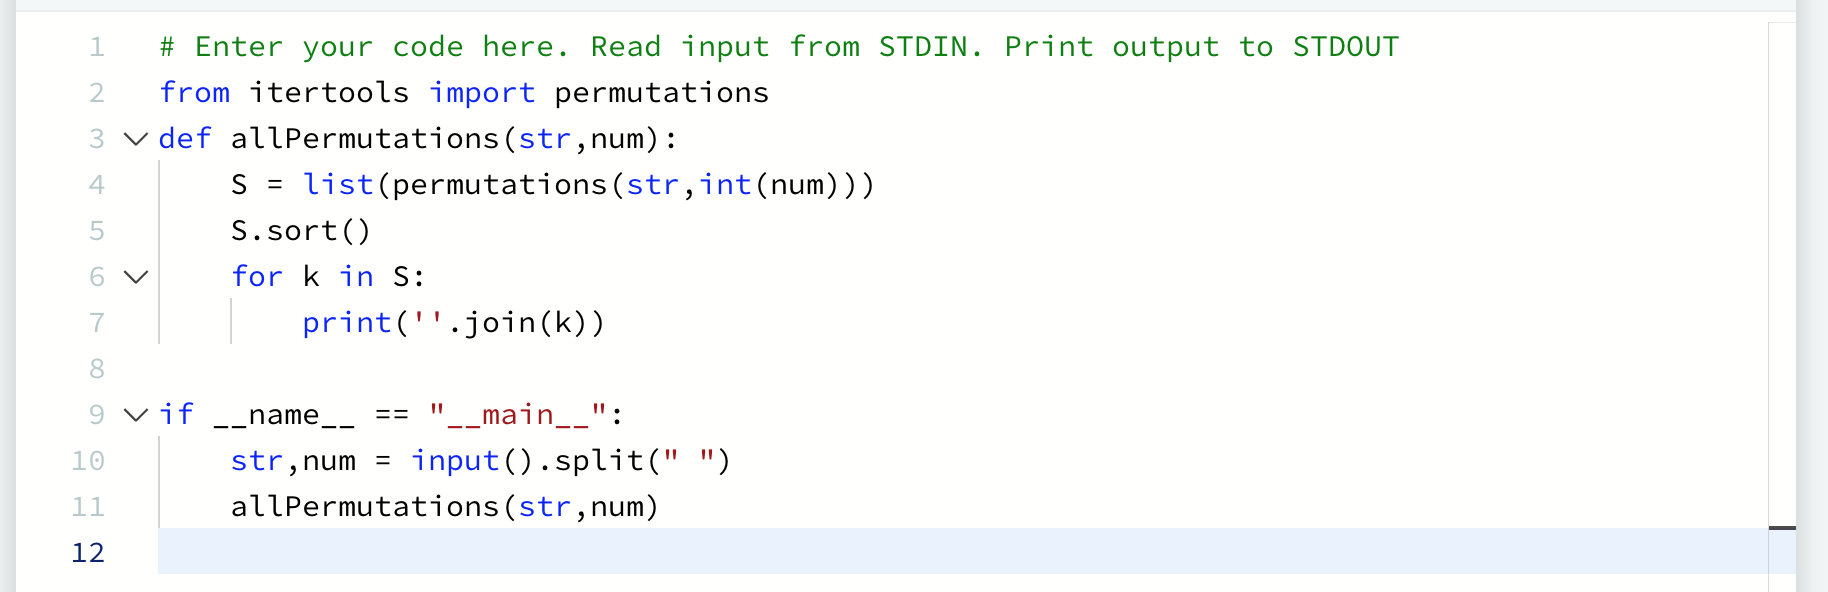 1 # Enter your code here. Read input from STDIN. Print output to STDOUT
2 from itertools import permutations
3 def allPermutations(str,num):
4     S = list(permutations(str,int(num)))
5     S.sort()
6     for k in S:
7         print(''.join(k))
8
9 if __name__ == "__main__":
10     str,num = input().split(" ")
11     allPermutations(str,num)
12